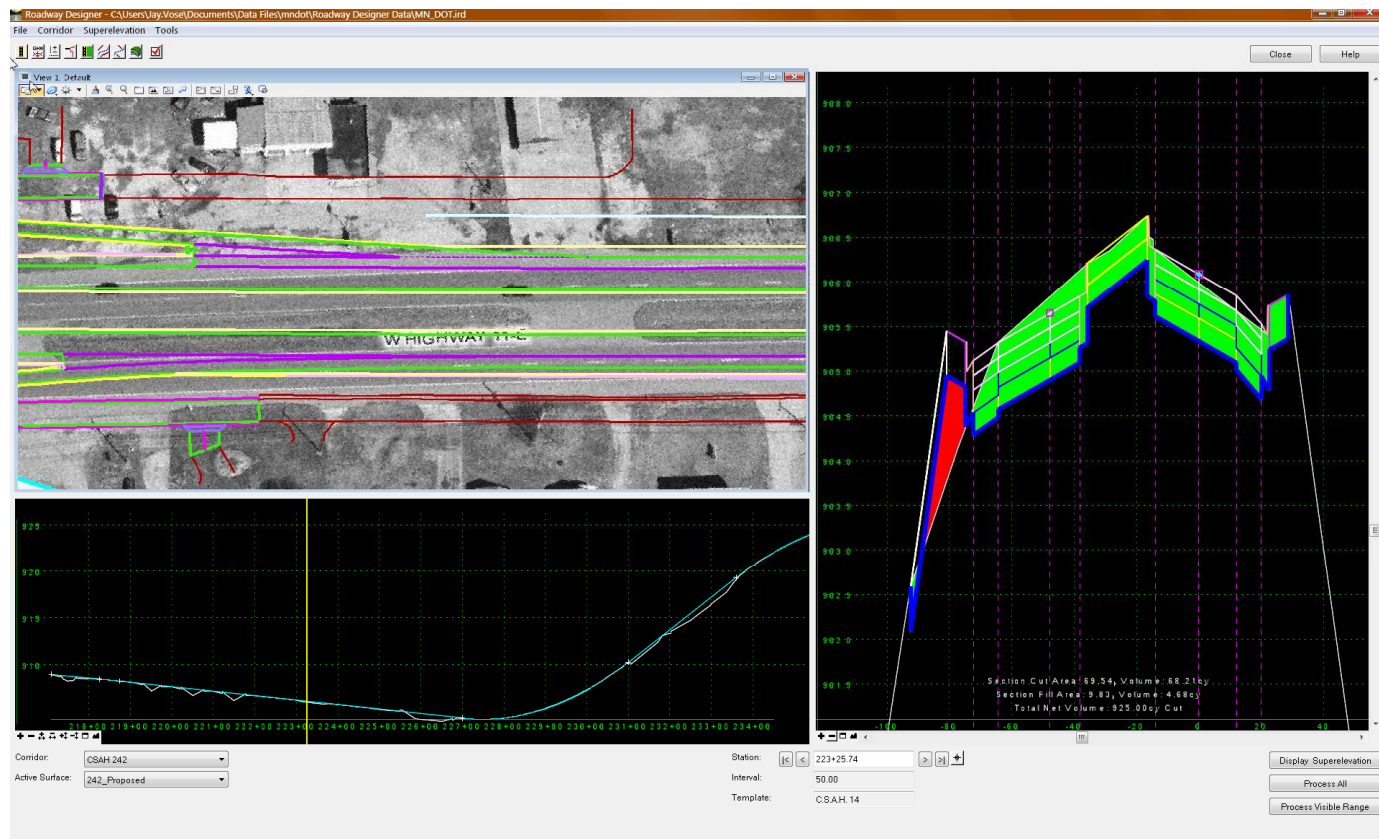 Roadway Designer - C:\Users\Jay.Vose\Documents\Data Files\mndot\Roadway Designer Data\MN_DOT.ird
File Corridor Superelevation Tools
Close Help
View 1, Default
W HIGHWAY
908.0
907.5
907.0
906.5
906.0
905.5
905.0
904.5
904.0
903.5
903.0
902.5
902.0
901.5
Section Cut Area: 69.54, Volume: 68.21cy
Section Fill Area: 9.83, Volume: 4.68cy
Total Net Volume: 925.00cy Cut
-100 -80 -60 -40 -20 0 20 40
925
920
915
910
218+00 219+00 220+00 221+00 222+00 223+00 224+00 225+00 226+00 227+00 228+00 229+00 230+00 231+00 232+00 233+00 234+00
Corridor: CSAH 242
Active Surface: 242_Proposed
Station: 223+25.74
Interval: 50.00
Template: C.S.A.H. 14
Display Superelevation
Process All
Process Visible Range